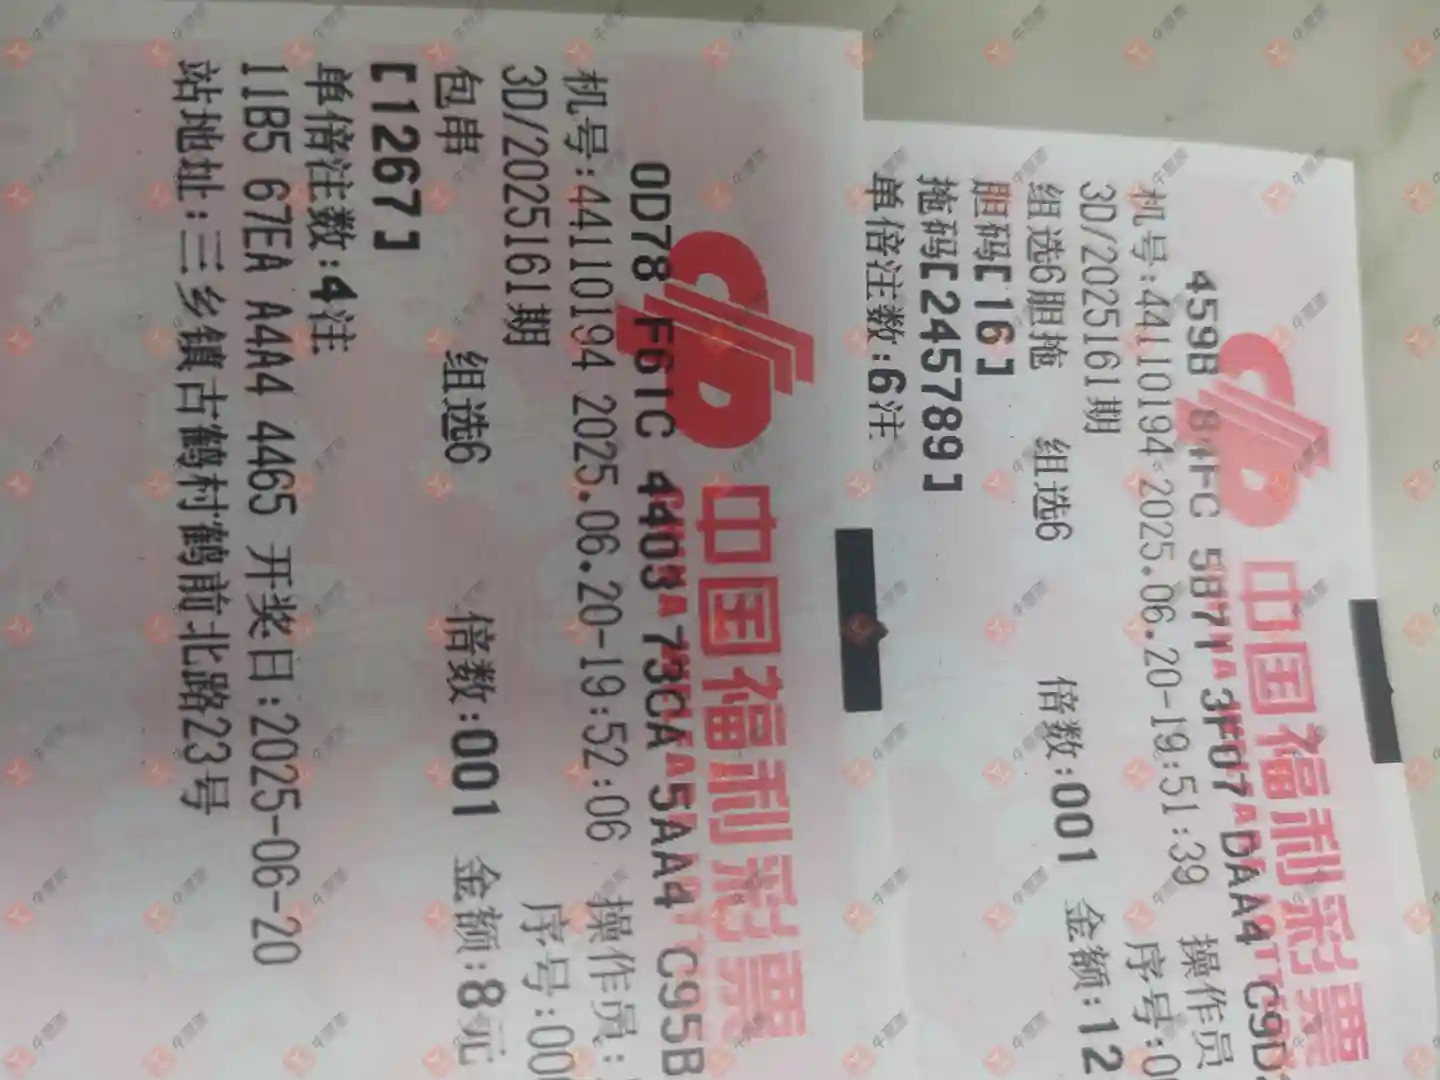 中国福利彩票
0D78 F61C 4403 730A A5AA4 C95B
机号:44110194 2025.06.20-19:52:06 操作员:
3D/2025161期 序号:00
包串 组选6 倍数:001 金额:8元
[1267]
单倍注数:4注
11B5 67EA A4A4 4465 开奖日:2025-06-20
站地址:三乡镇古鹤村鹤前北路23号
中国福利彩票
459B 84FC 5B71 3F07 DAA4 C9D
机号:44110194 2025.06.20-19:51:39 操作员
3D/2025161期 序号:0
组选6胆拖 组选6 倍数:001 金额:12
胆码[16]
拖码[245789]
单倍注数:6注